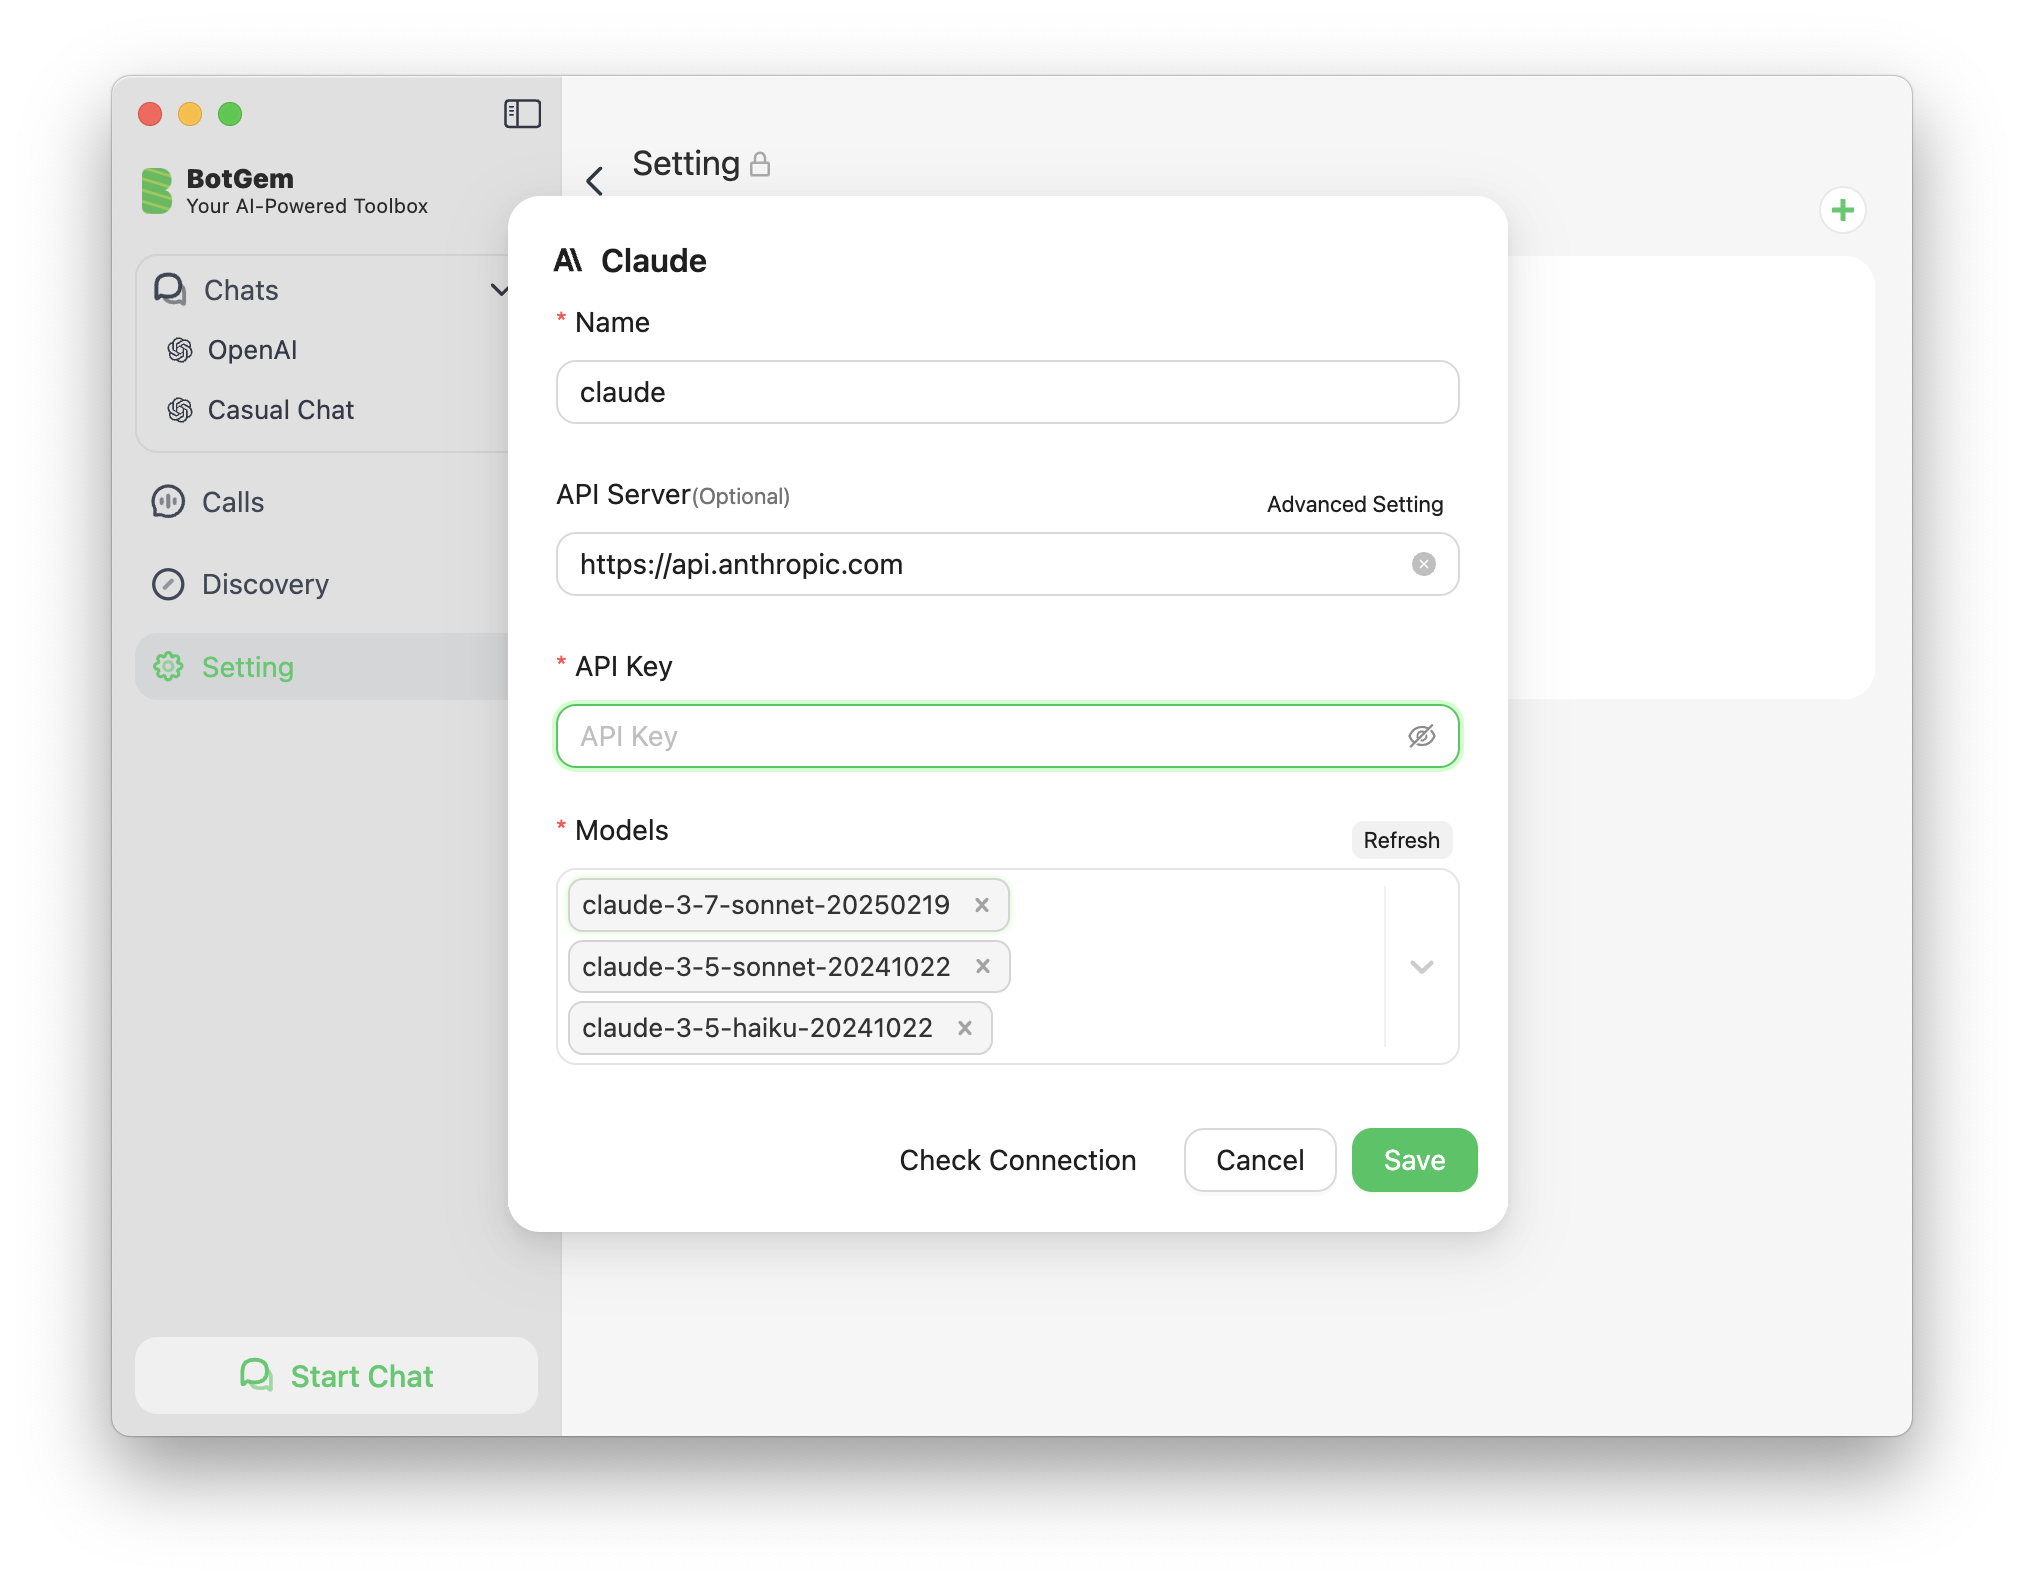 BotGem
Your AI-Powered Toolbox
Chats
OpenAI
Casual Chat
Calls
Discovery
Setting
Start Chat
Setting
Claude
* Name
claude
API Server(Optional)
Advanced Setting
https://api.anthropic.com
* API Key
API Key
* Models
Refresh
claude-3-7-sonnet-20250219
claude-3-5-sonnet-20241022
claude-3-5-haiku-20241022
Check Connection
Cancel
Save